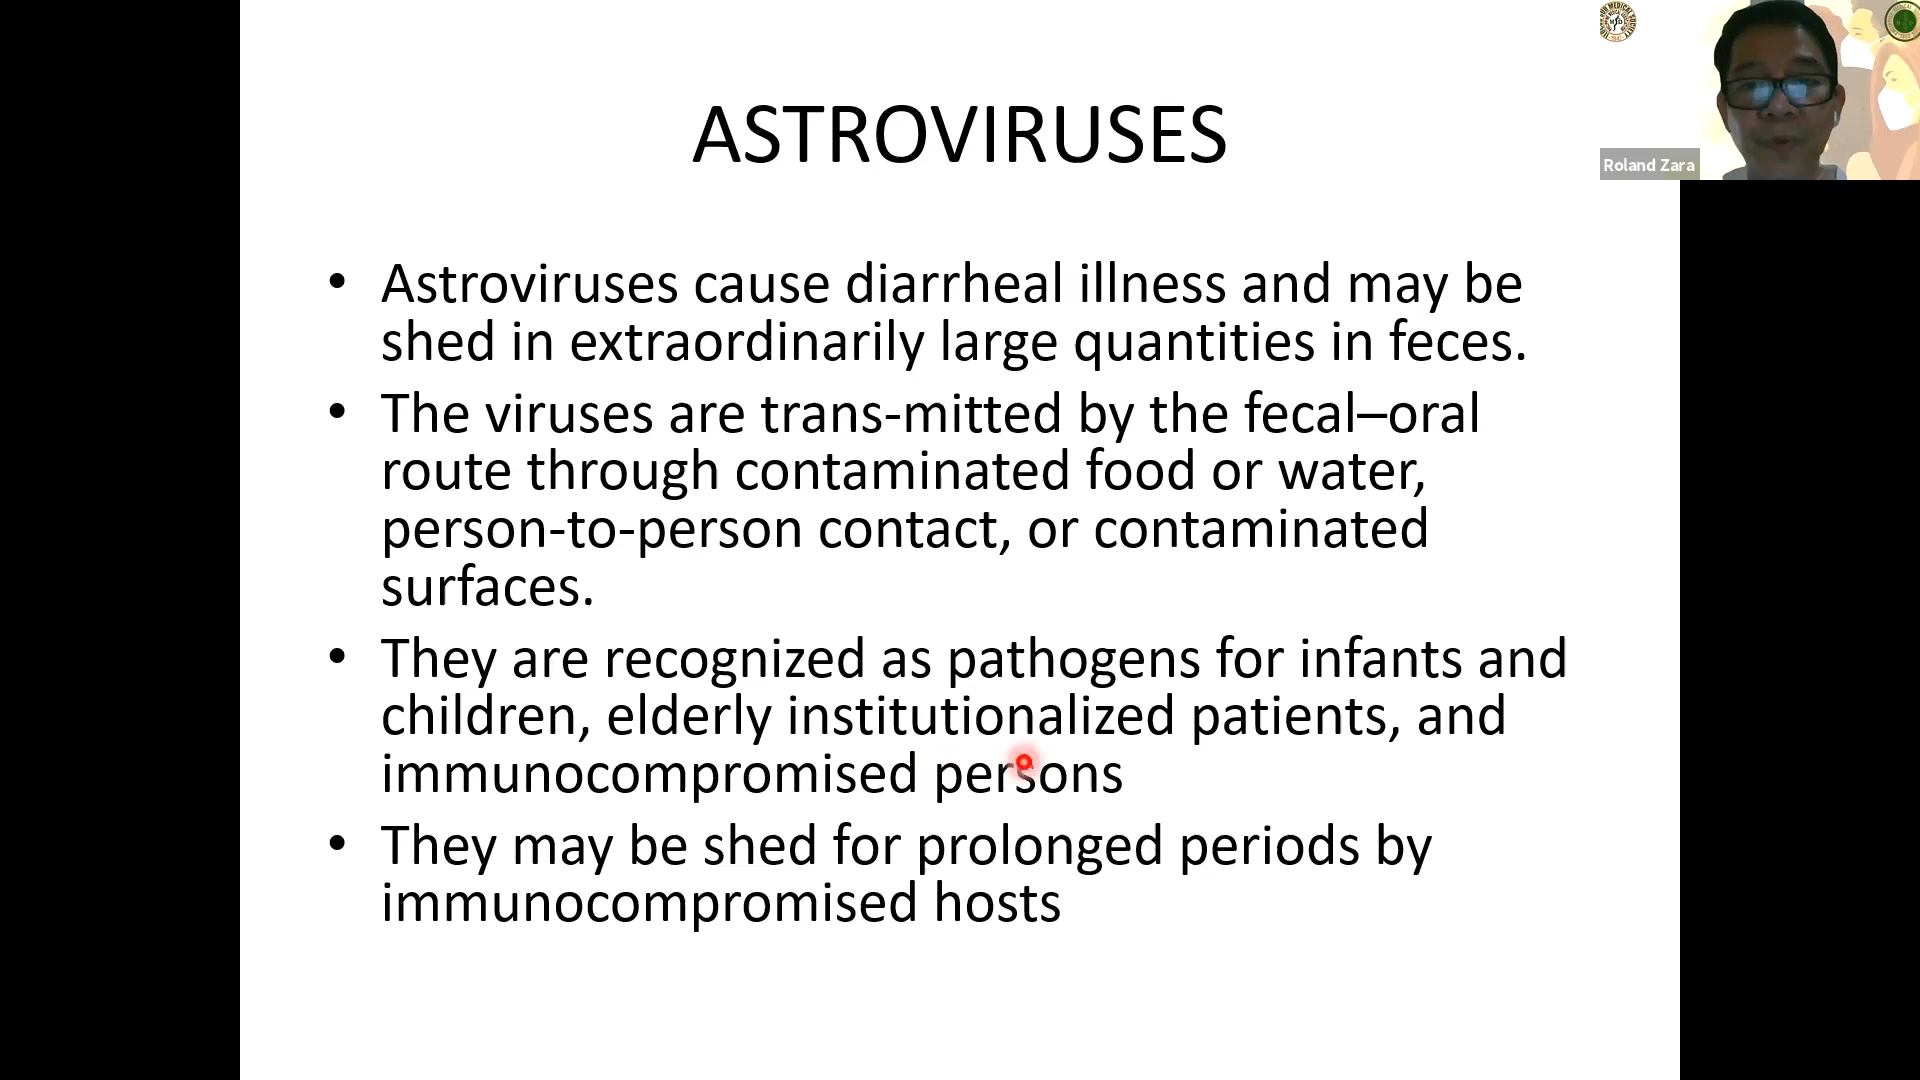 ASTROVIRUSES
Roland Zara
• Astroviruses cause diarrheal illness and may be
shed in extraordinarily large quantities in feces.
• The viruses are trans-mitted by the fecal–oral
route through contaminated food or water,
person-to-person contact, or contaminated
surfaces.
• They are recognized as pathogens for infants and
children, elderly institutionalized patients, and
immunocompromised persons
• They may be shed for prolonged periods by
immunocompromised hosts